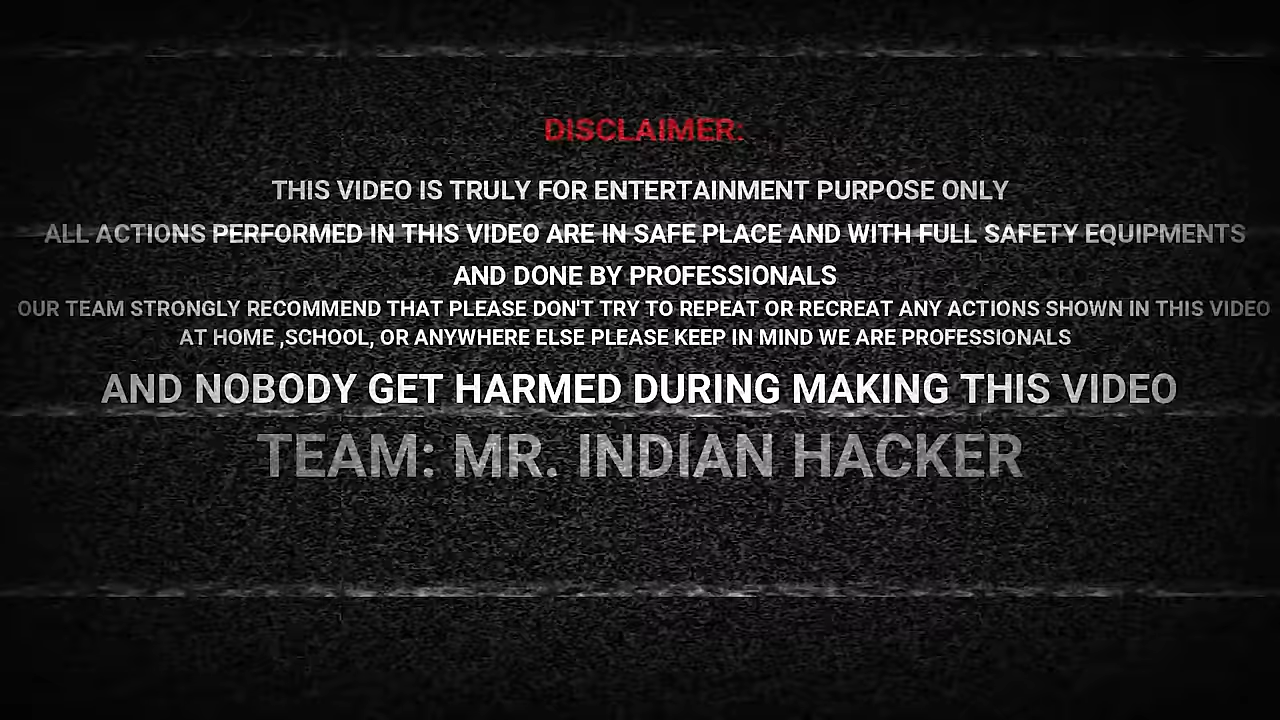 DISCLAIMER:
THIS VIDEO IS TRULY FOR ENTERTAINMENT PURPOSE ONLY
ALL ACTIONS PERFORMED IN THIS VIDEO ARE IN SAFE PLACE AND WITH FULL SAFETY EQUIPMENTS
AND DONE BY PROFESSIONALS
OUR TEAM STRONGLY RECOMMEND THAT PLEASE DON'T TRY TO REPEAT OR RECREAT ANY ACTIONS SHOWN IN THIS VIDEO
AT HOME ,SCHOOL, OR ANYWHERE ELSE PLEASE KEEP IN MIND WE ARE PROFESSIONALS
AND NOBODY GET HARMED DURING MAKING THIS VIDEO
TEAM: MR. INDIAN HACKER